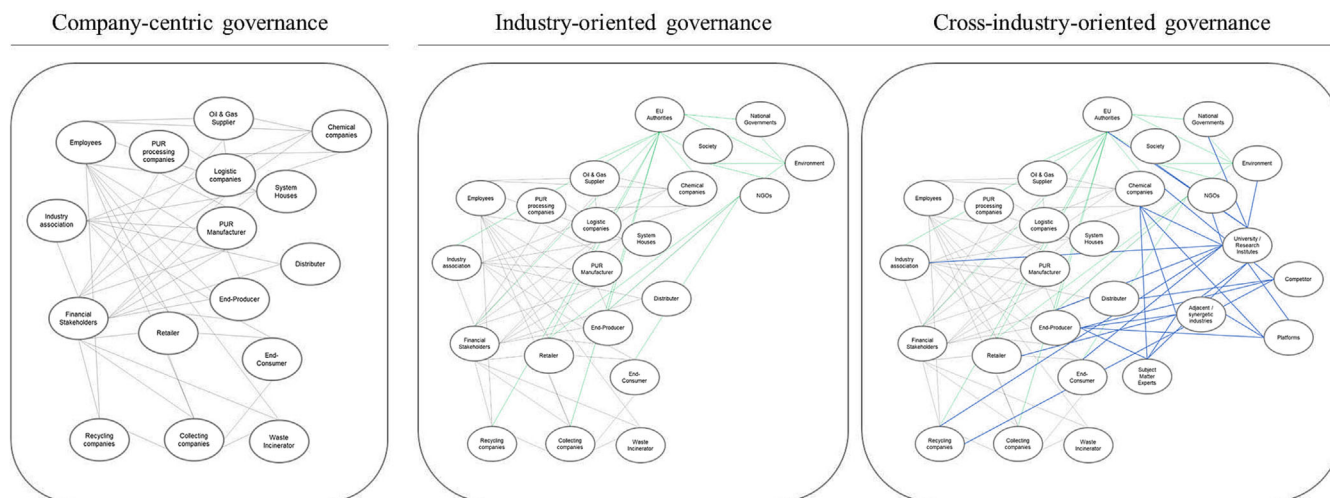 Company-centric governance
Industry-oriented governance
Cross-industry-oriented governance
Oil & Gas
Supplier
Chemical
companies
Employees
PUR
processing
companies
Logistic
companies
System
Houses
Industry
association
PUR
Manufacturer
Distributer
End-Producer
Financial
Stakeholders
Retailer
End-
Consumer
Recycling
companies
Collecting
companies
Waste
Incinerator
EU
Authorities
National
Governments
Society
Environment
Oil & Gas
Supplier
Chemical
companies
NGOs
Employees
PUR
processing
companies
Logistic
companies
System
Houses
Industry
association
PUR
Manufacturer
Distributer
End-Producer
Financial
Stakeholders
Retailer
End-
Consumer
Recycling
companies
Collecting
companies
Waste
Incinerator
EU
Authorities
National
Governments
Society
Environment
Oil & Gas
Supplier
Chemical
companies
NGOs
Employees
PUR
processing
companies
Logistic
companies
System
Houses
University /
Research
Institutes
Industry
association
PUR
Manufacturer
Competitor
Distributer
Adjacent /
synergetic
industries
End-Producer
Platforms
Financial
Stakeholders
Retailer
End-
Consumer
Subject
Matter
Experts
Recycling
companies
Collecting
companies
Waste
Incinerator